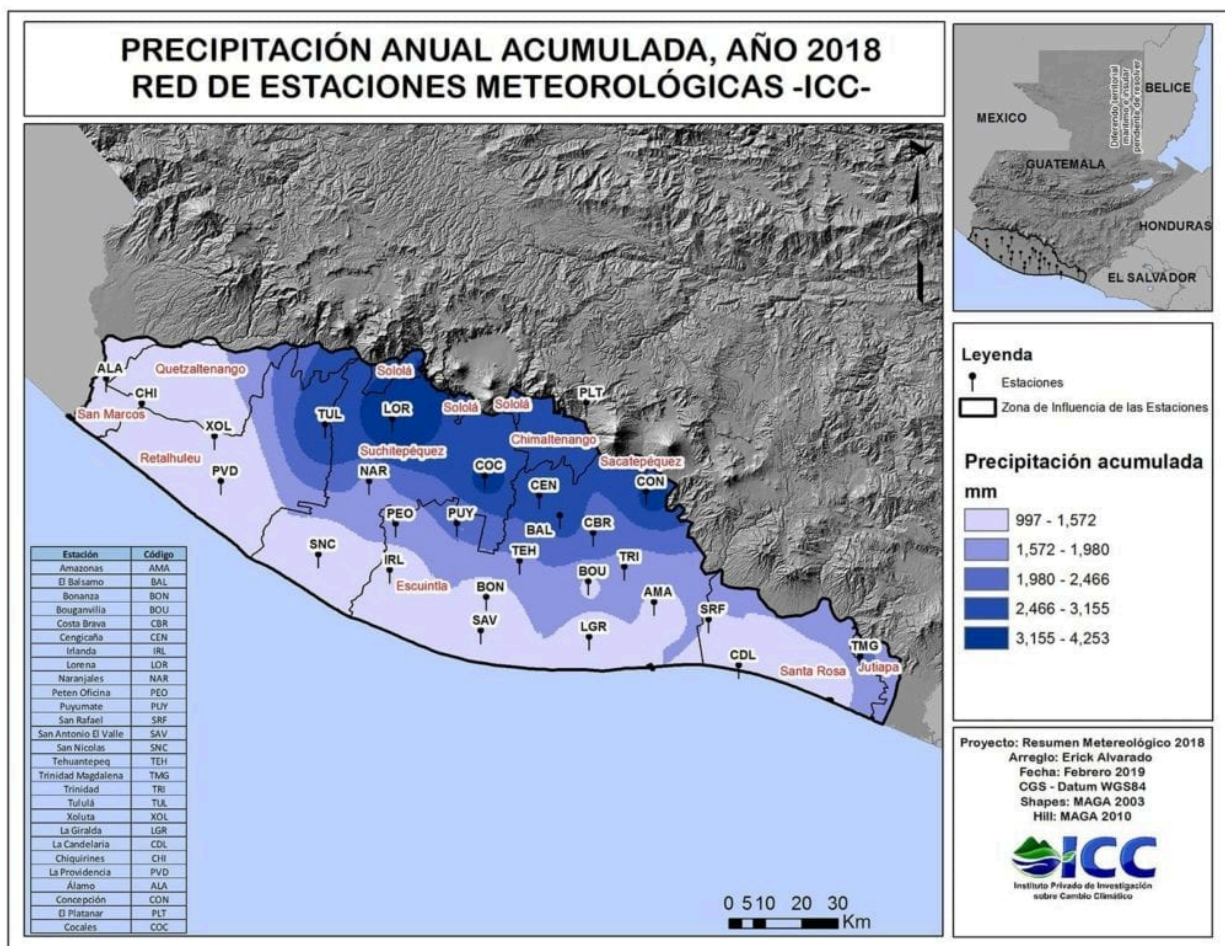 PRECIPITACIÓN ANUAL ACUMULADA, AÑO 2018
RED DE ESTACIONES METEOROLÓGICAS -ICC-
MEXICO
BELICE
Diferendo territorial
marítimo e insular
pendiente de resolver
GUATEMALA
HONDURAS
EL SALVADOR
ALA
Quetzaltenango
CHI
San Marcos
XOL
Retalhuleu
PVD
TUL
Sololá
LOR
Sololá
Sololá
PLT
Suchitepéquez
Chimaltenango
NAR
COC
Sacatepéquez
CEN
CON
PEO
PUY
BAL
CBR
SNC
IRL
TEH
TRI
Escuintla
BON
BOU
AMA
SAV
LGR
SRF
CDL
TMG
Santa Rosa
Jutiapa
Estación Código
Amazonas AMA
El Balsamo BAL
Bonanza BON
Bouganvilia BOU
Costa Brava CBR
Cengicaña CEN
Irlanda IRL
Lorena LOR
Naranjales NAR
Peten Oficina PEO
Puyumate PUY
San Rafael SRF
San Antonio El Valle SAV
San Nicolas SNC
Tehuantepeq TEH
Trinidad Magdalena TMG
Trinidad TRI
Tululá TUL
Xoluta XOL
La Giralda LGR
La Candelaria CDL
Chiquirines CHI
La Providencia PVD
Álamo ALA
Concepción CON
El Platanar PLT
Cocales COC
0 5 10 20 30
Km
Leyenda
Estaciones
Zona de Influencia de las Estaciones
Precipitación acumulada
mm
997 - 1,572
1,572 - 1,980
1,980 - 2,466
2,466 - 3,155
3,155 - 4,253
Proyecto: Resumen Metereológico 2018
Arreglo: Erick Alvarado
Fecha: Febrero 2019
CGS - Datum WGS84
Shapes: MAGA 2003
Hill: MAGA 2010
ICC
Instituto Privado de Investigación
sobre Cambio Climático